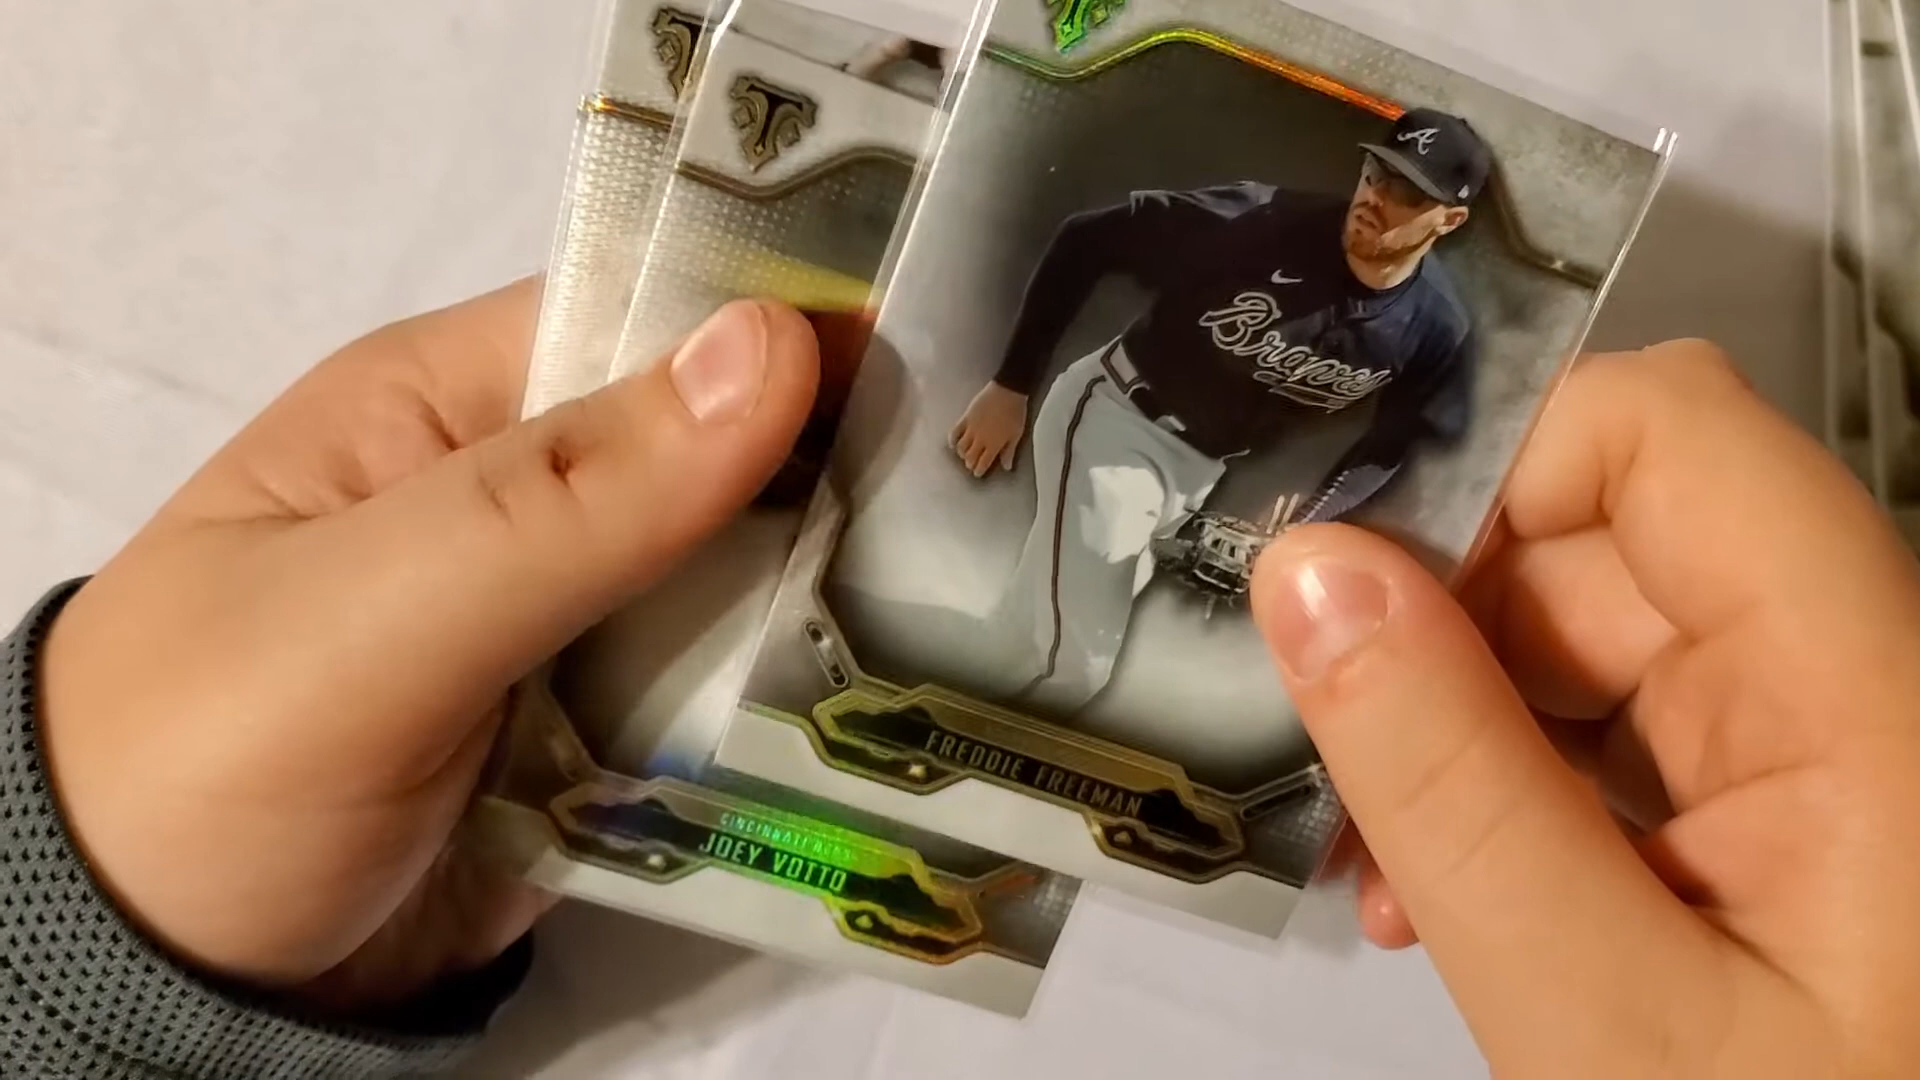 T
T
T
A
Braves
FREDDIE FREEMAN
CINCINNATI REDS
JOEY VOTTO